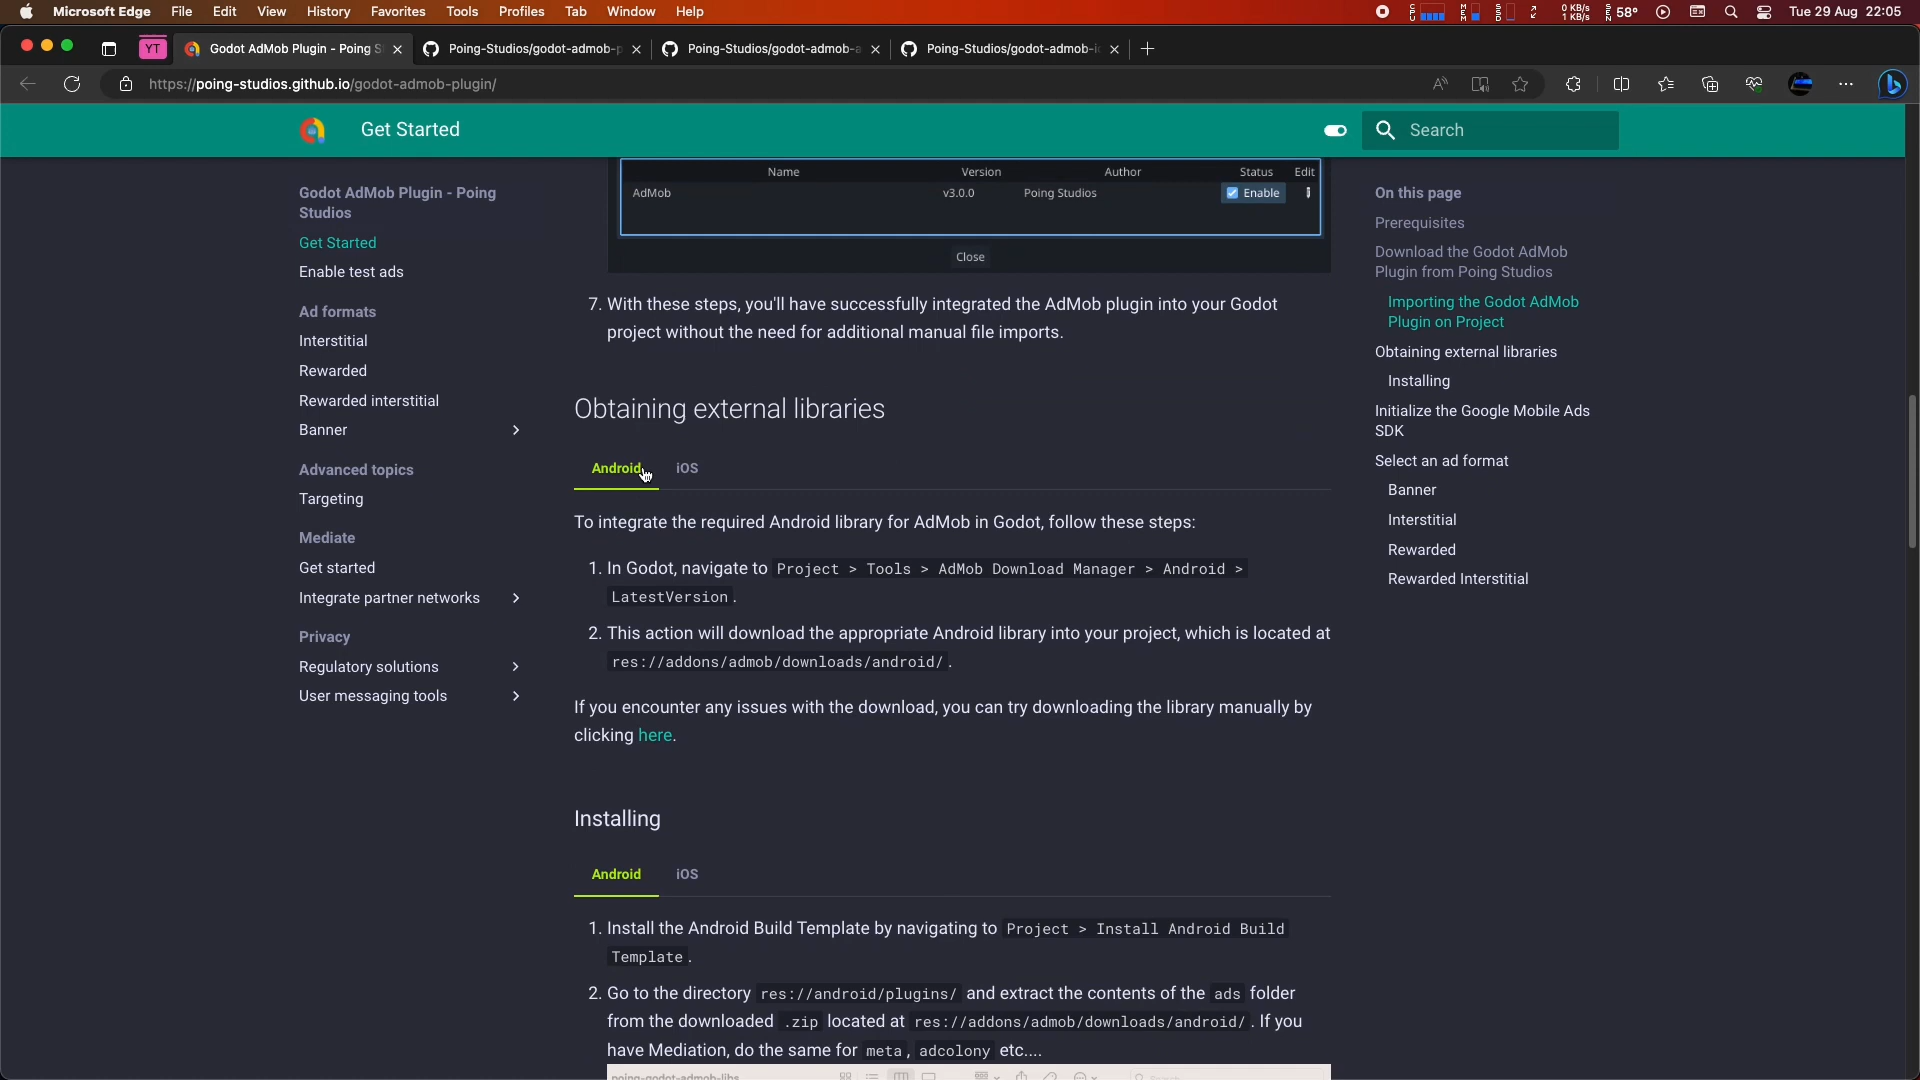 Microsoft Edge File Edit View History Favorites Tools Profiles Tab Window Help
0 KB/s
1 KB/s
58° Tue 29 Aug 22:05
YT Godot AdMob Plugin - Poing S Poing-Studios/godot-admob-p Poing-Studios/godot-admob-a Poing-Studios/godot-admob-i
https://poing-studios.github.io/godot-admob-plugin/
Get Started
Search
Godot AdMob Plugin - Poing
Studios
Get Started
Enable test ads
Ad formats
Interstitial
Rewarded
Rewarded interstitial
Banner
Advanced topics
Targeting
Mediate
Get started
Integrate partner networks
Privacy
Regulatory solutions
User messaging tools
Name Version Author Status Edit
AdMob v3.0.0 Poing Studios Enable
Close
7. With these steps, you'll have successfully integrated the AdMob plugin into your Godot
project without the need for additional manual file imports.
Obtaining external libraries
Android iOS
To integrate the required Android library for AdMob in Godot, follow these steps:
1. In Godot, navigate to Project > Tools > AdMob Download Manager > Android >
LatestVersion .
2. This action will download the appropriate Android library into your project, which is located at
res://addons/admob/downloads/android/ .
If you encounter any issues with the download, you can try downloading the library manually by
clicking here.
Installing
Android iOS
1. Install the Android Build Template by navigating to Project > Install Android Build
Template .
2. Go to the directory res://android/plugins/ and extract the contents of the ads folder
from the downloaded .zip located at res://addons/admob/downloads/android/ . If you
have Mediation, do the same for meta , adcolony etc....
poing-godot-admob-libs
On this page
Prerequisites
Download the Godot AdMob
Plugin from Poing Studios
Importing the Godot AdMob
Plugin on Project
Obtaining external libraries
Installing
Initialize the Google Mobile Ads
SDK
Select an ad format
Banner
Interstitial
Rewarded
Rewarded Interstitial